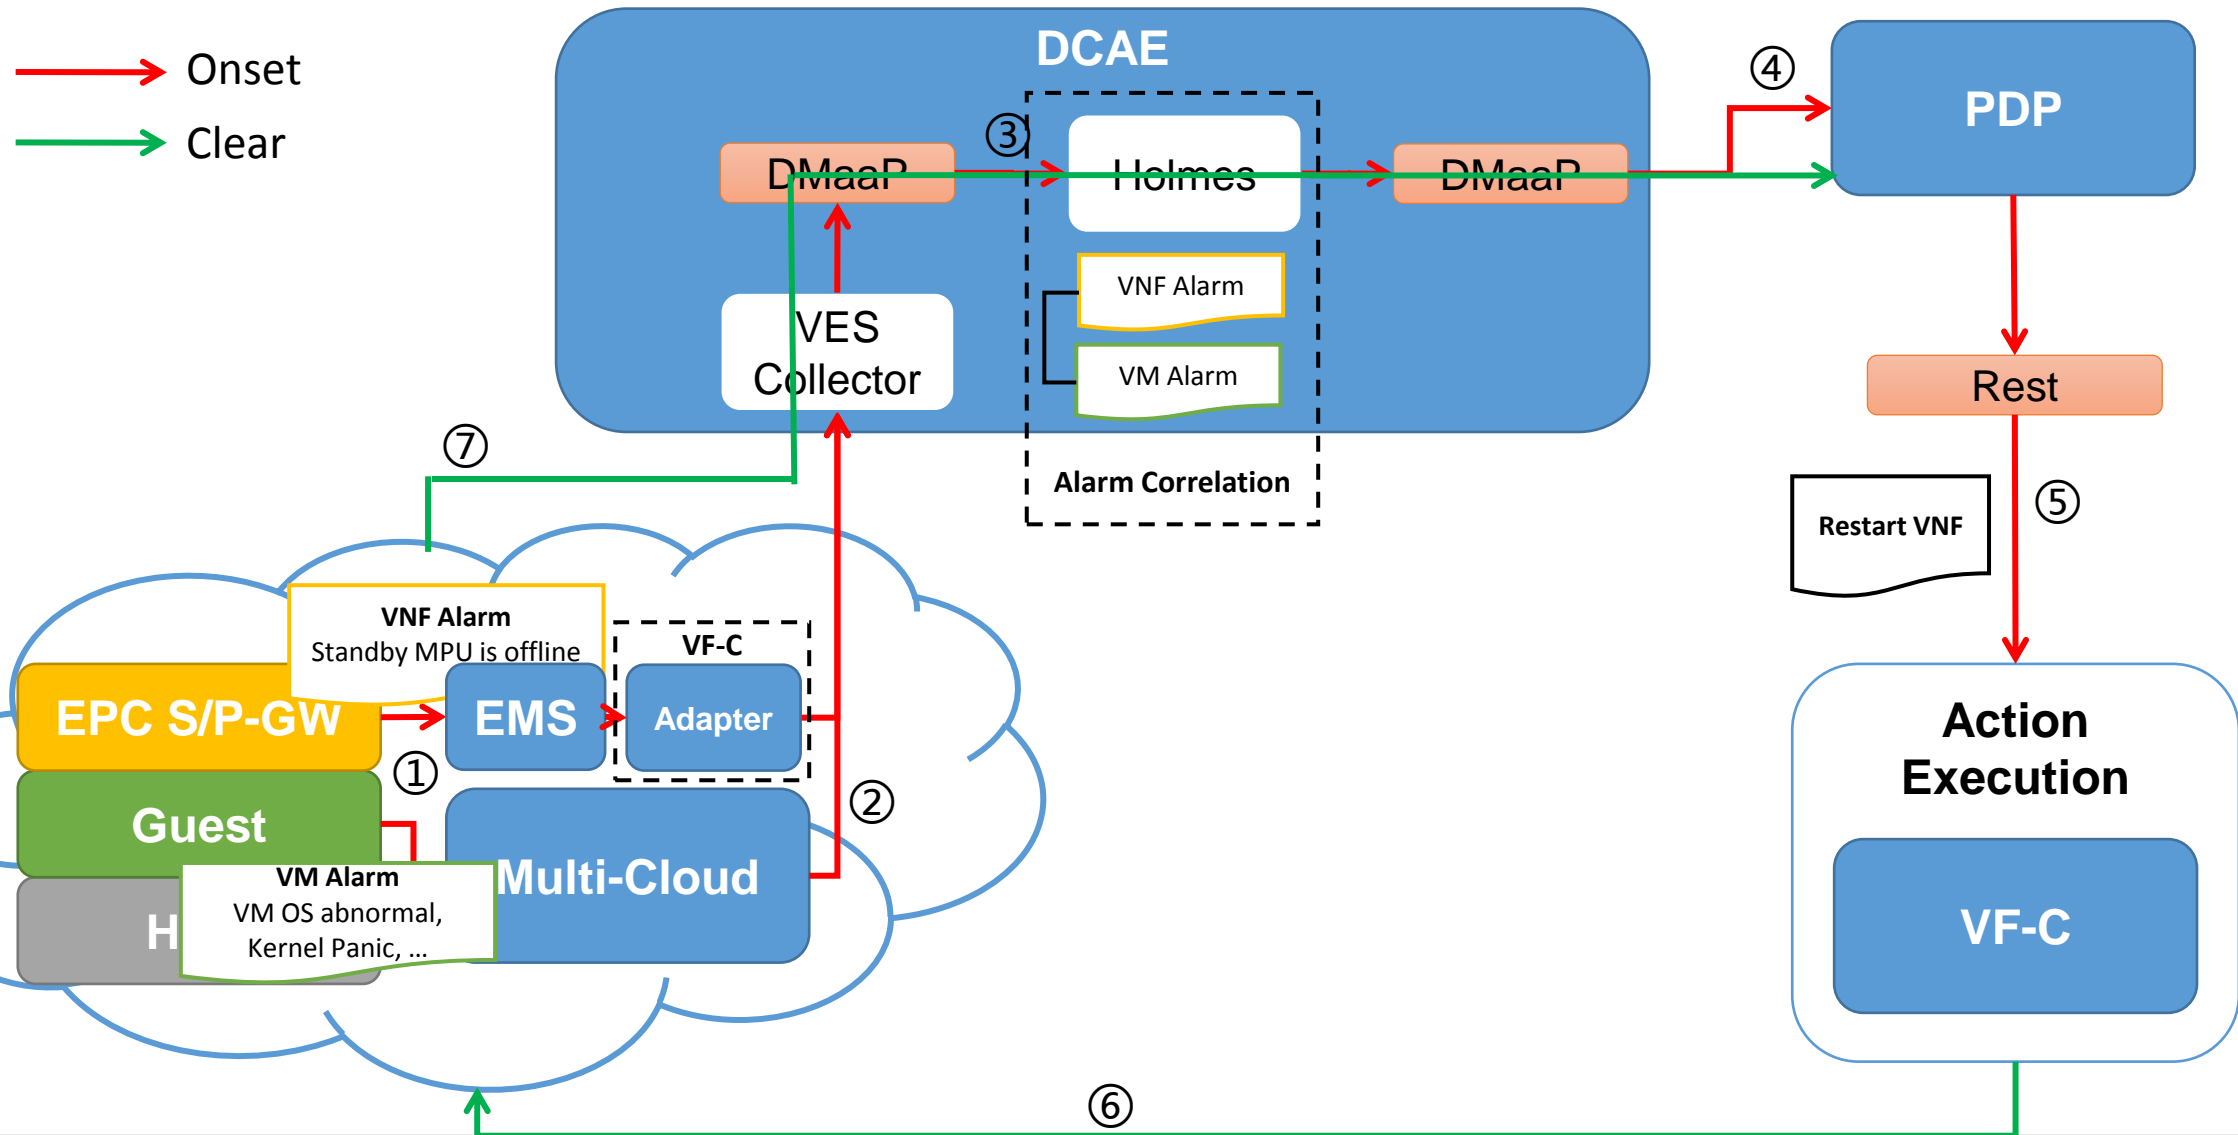 Onset
Clear
DCAE
DMaaP
③
Holmes
DMaaP
④
PDP
VES
Collector
VNF Alarm
VM Alarm
Alarm Correlation
Rest
Restart VNF
⑤
⑦
VNF Alarm
Standby MPU is offline
VF-C
EPC S/P-GW
EMS
Adapter
①
②
Guest
Multi-Cloud
VM Alarm
VM OS abnormal,
Kernel Panic, ...
H
Action
Execution
VF-C
⑥